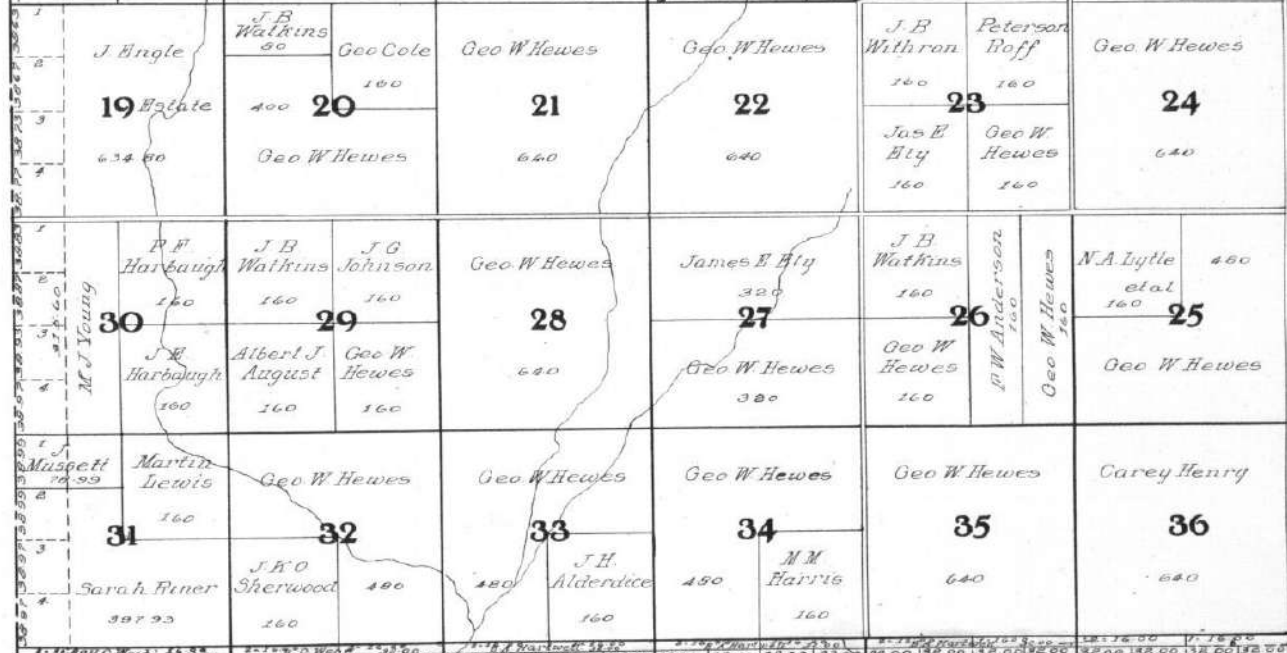 J. Engle
19 Estate
634.80
J. B
Watkins
80
Geo Cole
160
400
20
Geo W Hewes
Geo W Hewes
21
640
Geo W Hewes
22
640
J. B
Withron
160
Peterson
Roff
160
23
Jas E
Ely
160
Geo W.
Hewes
160
Geo. W. Hewes
24
640
M J Young
P. F
Harbaugh
160
30
J E
Harbaugh
160
J B
Watkins
160
J G
Johnson
160
29
Albert J.
August
160
Geo W
Hewes
160
Geo. W Hewes
28
640
James E Ely
320
27
Geo W. Hewes
320
J B
Watkins
160
26
Geo W
Hewes
160
F W Anderson
160
Geo W. Hewes
160
N. A. Lytle
et al
160
480
25
Geo W Hewes
J
Mussett
78.99
Martin
Lewis
160
31
Sarah Riner
397 93
Geo W Hewes
32
J. K O
Sherwood
160
480
Geo W Hewes
33
480
J H.
Alderdice
160
Geo W Hewes
34
480
M M
Harris
160
Geo W. Hewes
35
640
Carey Henry
36
640